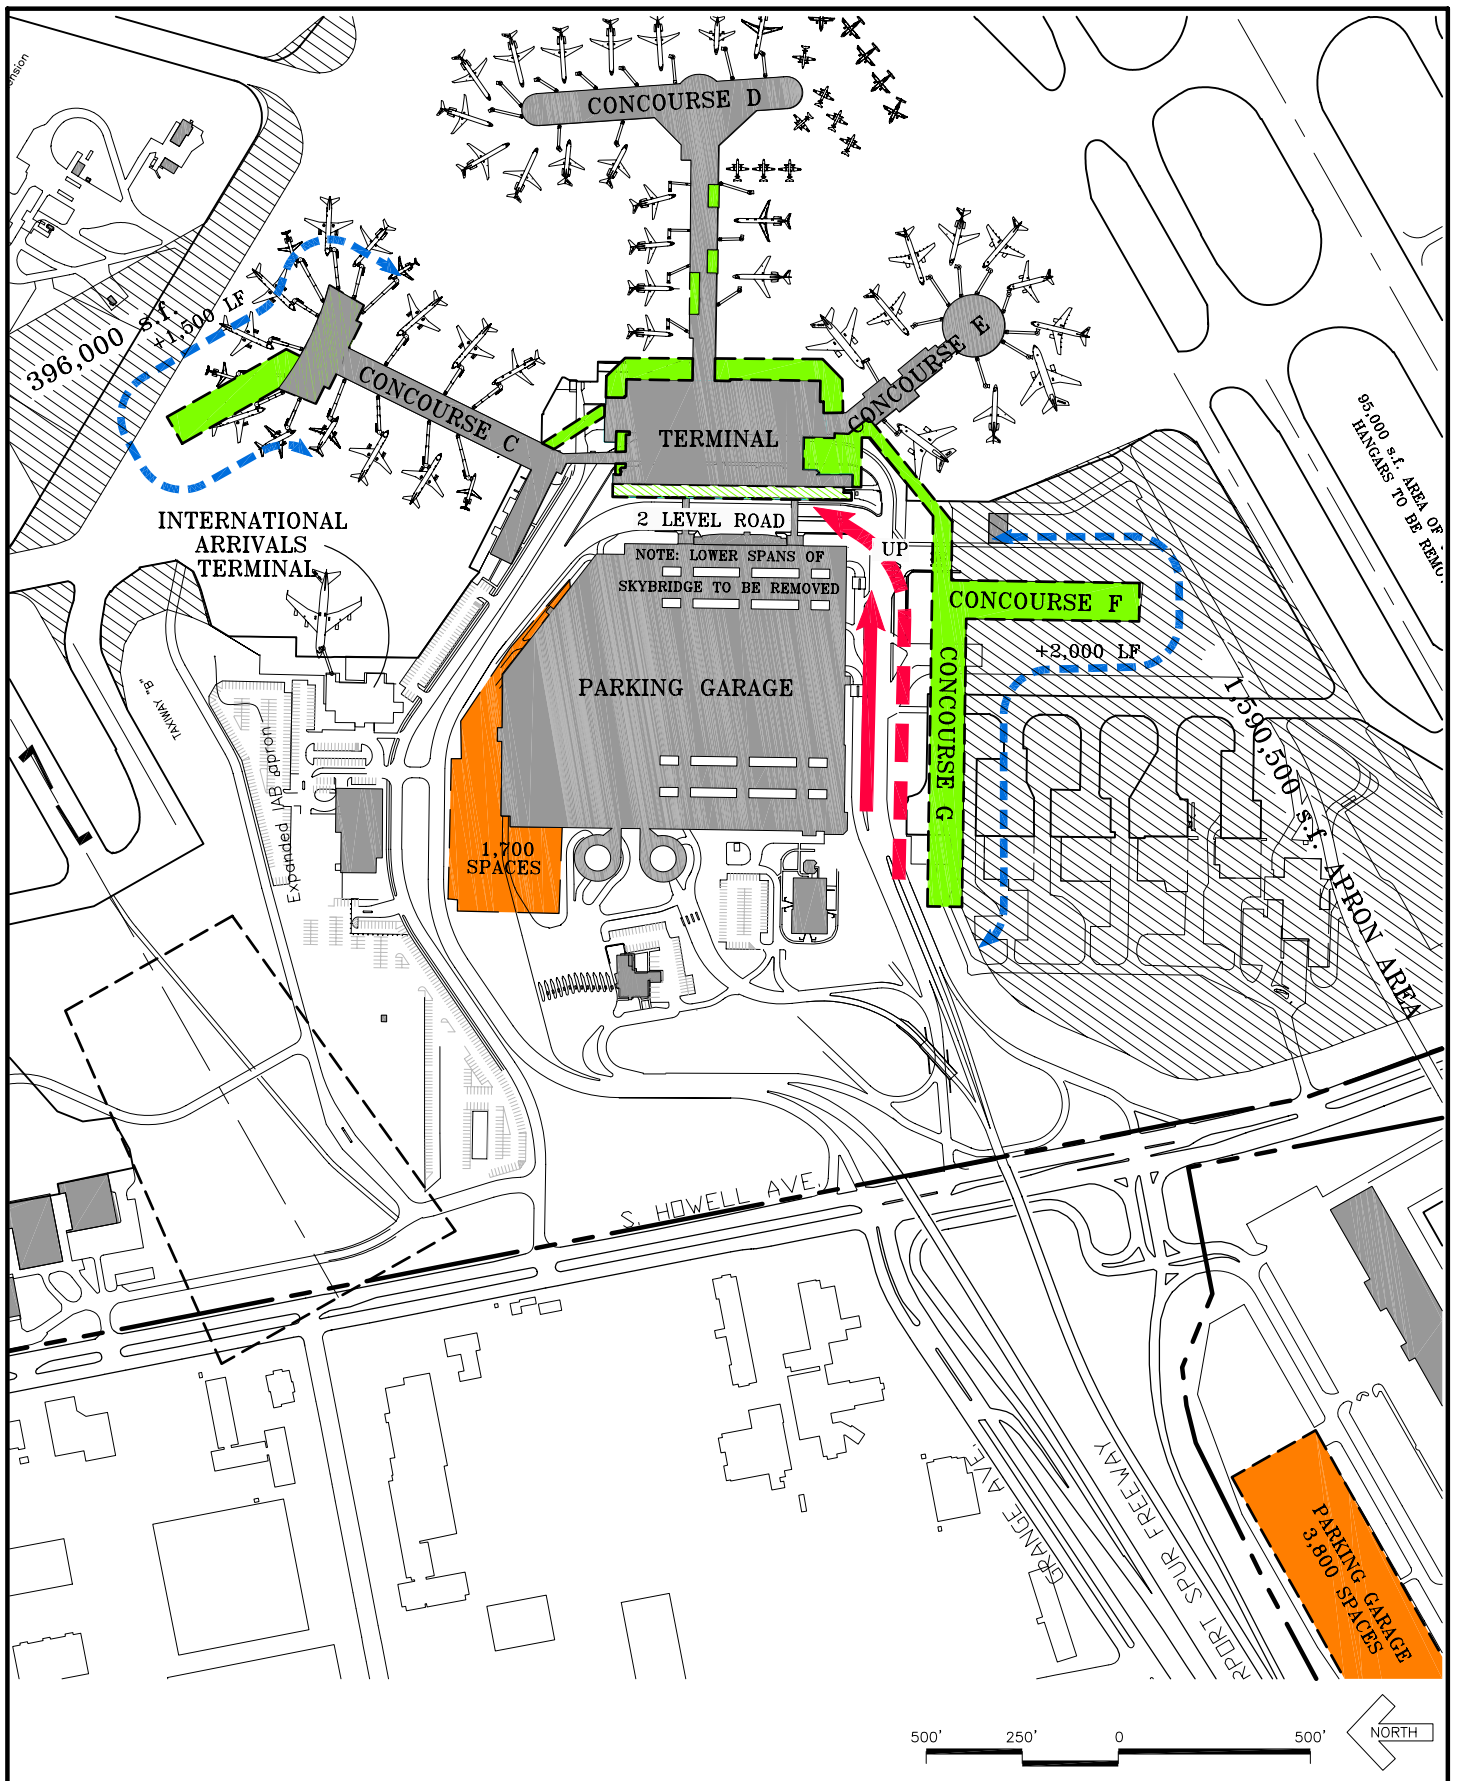 nsion
CONCOURSE D
396,000 s.f.
+1,500 LF
CONCOURSE C
CONCOURSE E
TERMINAL
95,000 s.f. AREA OF
HANGARS TO BE
INTERNATIONAL
ARRIVALS
TERMINAL
2 LEVEL ROAD
UP
NOTE: LOWER SPANS OF
SKYBRIDGE TO BE REMOVED
CONCOURSE F
+2,000 LF
PARKING GARAGE
CONCOURSE G
TAXIWAY "B"
Expanded IAB apron
1,590,500 s.f. APRON AREA
1,700
SPACES
S. HOWELL AVE.
GRANGE AVE.
RPORT SPUR FREEWAY
PARKING GARAGE
3,800 SPACES
500' 250' 0 500'
NORTH